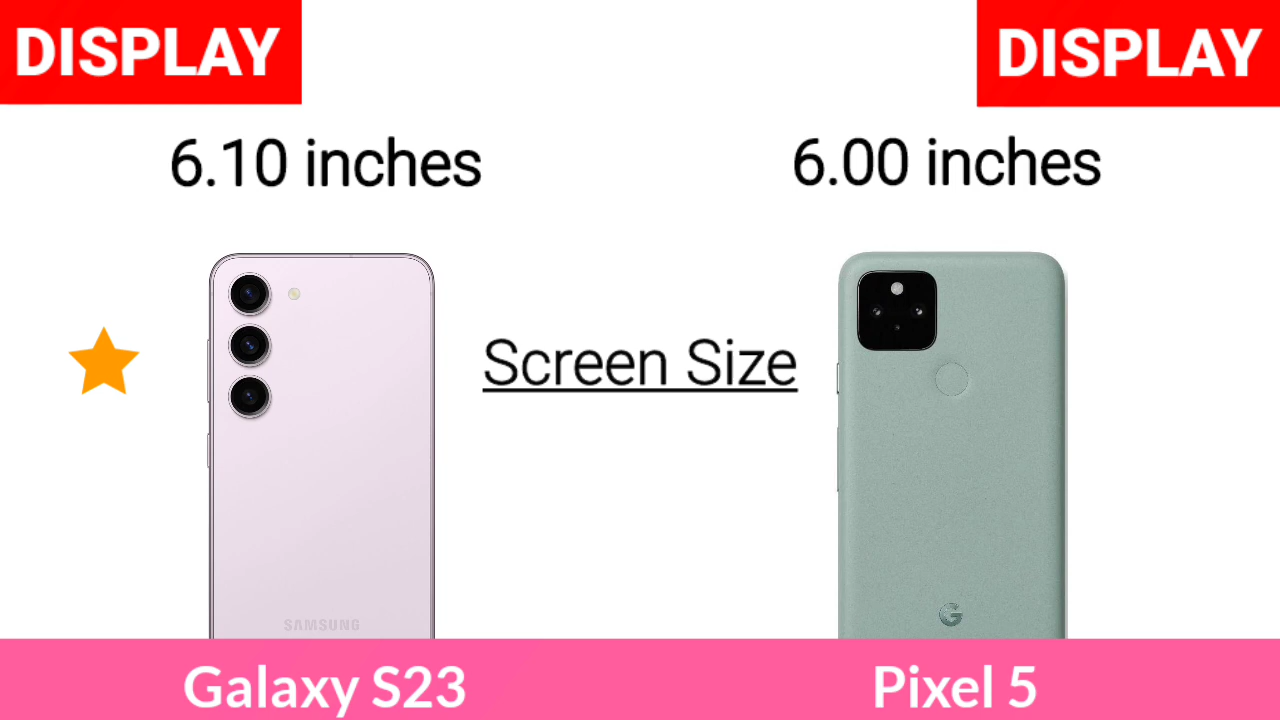 DISPLAY
DISPLAY
6.10 inches
6.00 inches
Screen Size
SAMSUNG
G
Galaxy S23
Pixel 5